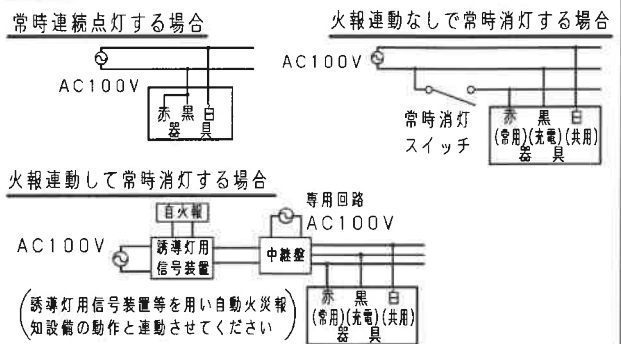 常時連続点灯する場合
AC100V
赤 黒 白
器 具
火報連動なしで常時消灯する場合
AC100V
常時消灯
スイッチ
赤 黒 白
(常用)(充電)(共用)
器 具
火報連動して常時消灯する場合
自火報
AC100V
誘導灯用
信号装置
専用回路
AC100V
中継盤
(誘導灯用信号装置等を用い自動火災報
知設備の動作と連動させてください)
赤 黒 白
(常用)(充電)(共用)
器 具